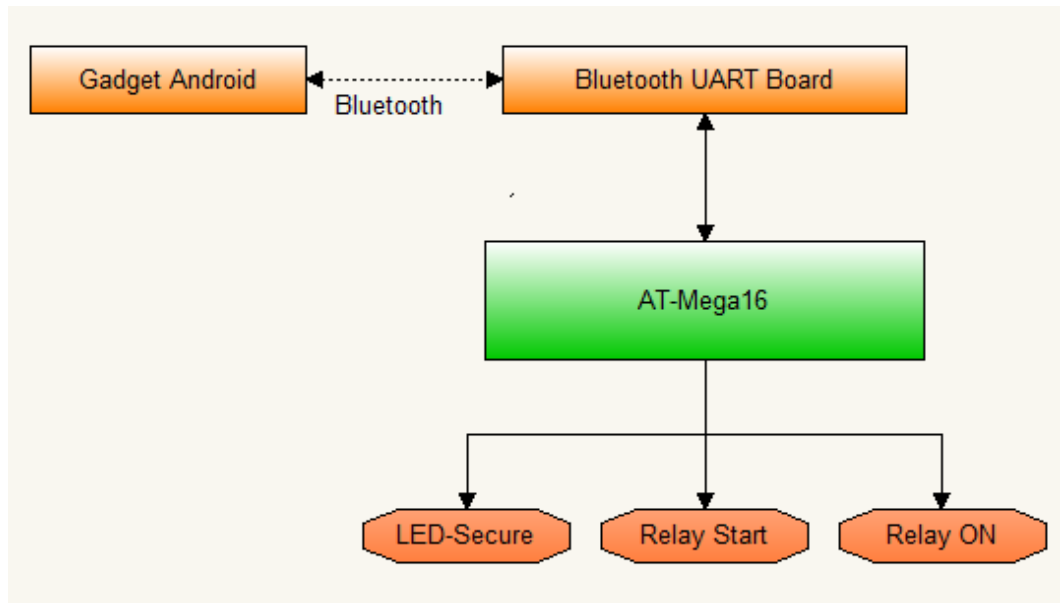 Gadget Android
Bluetooth UART Board
Bluetooth
AT-Mega16
LED-Secure
Relay Start
Relay ON